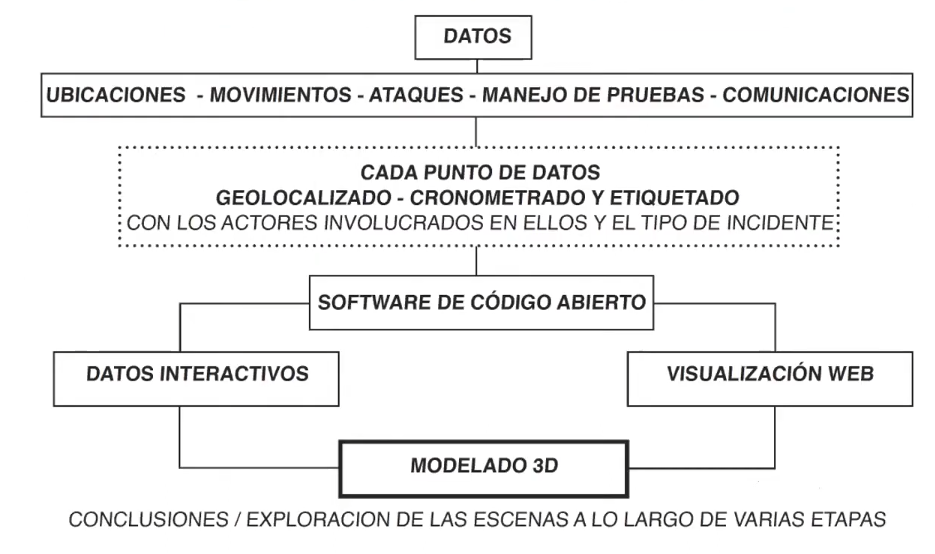 DATOS
UBICACIONES - MOVIMIENTOS - ATAQUES - MANEJO DE PRUEBAS - COMUNICACIONES
CADA PUNTO DE DATOS
GEOLOCALIZADO - CRONOMETRADO Y ETIQUETADO
CON LOS ACTORES INVOLUCRADOS EN ELLOS Y EL TIPO DE INCIDENTE
SOFTWARE DE CÓDIGO ABIERTO
DATOS INTERACTIVOS
VISUALIZACIÓN WEB
MODELADO 3D
CONCLUSIONES / EXPLORACION DE LAS ESCENAS A LO LARGO DE VARIAS ETAPAS